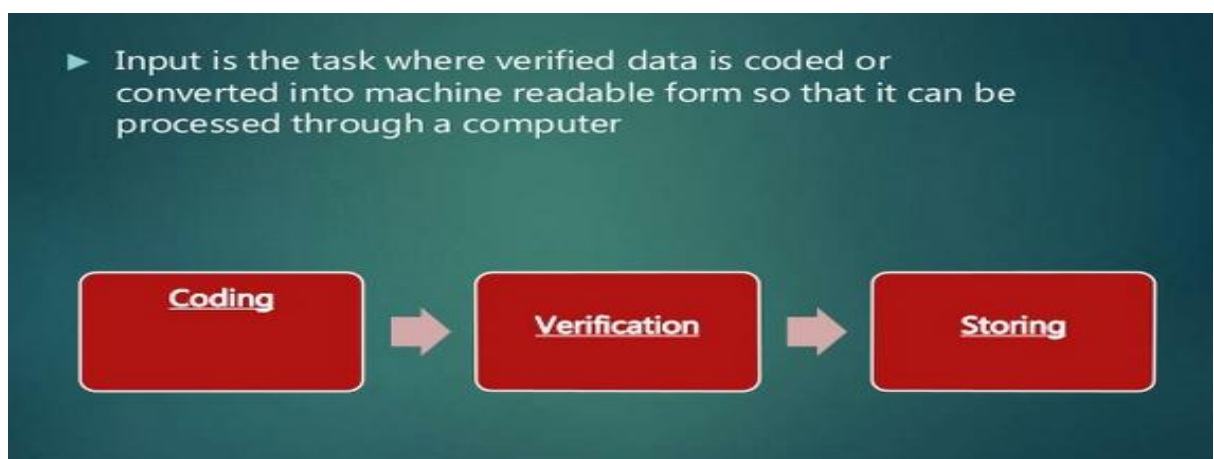 Input is the task where verified data is coded or
converted into machine readable form so that it can be
processed through a computer
Coding
Verification
Storing